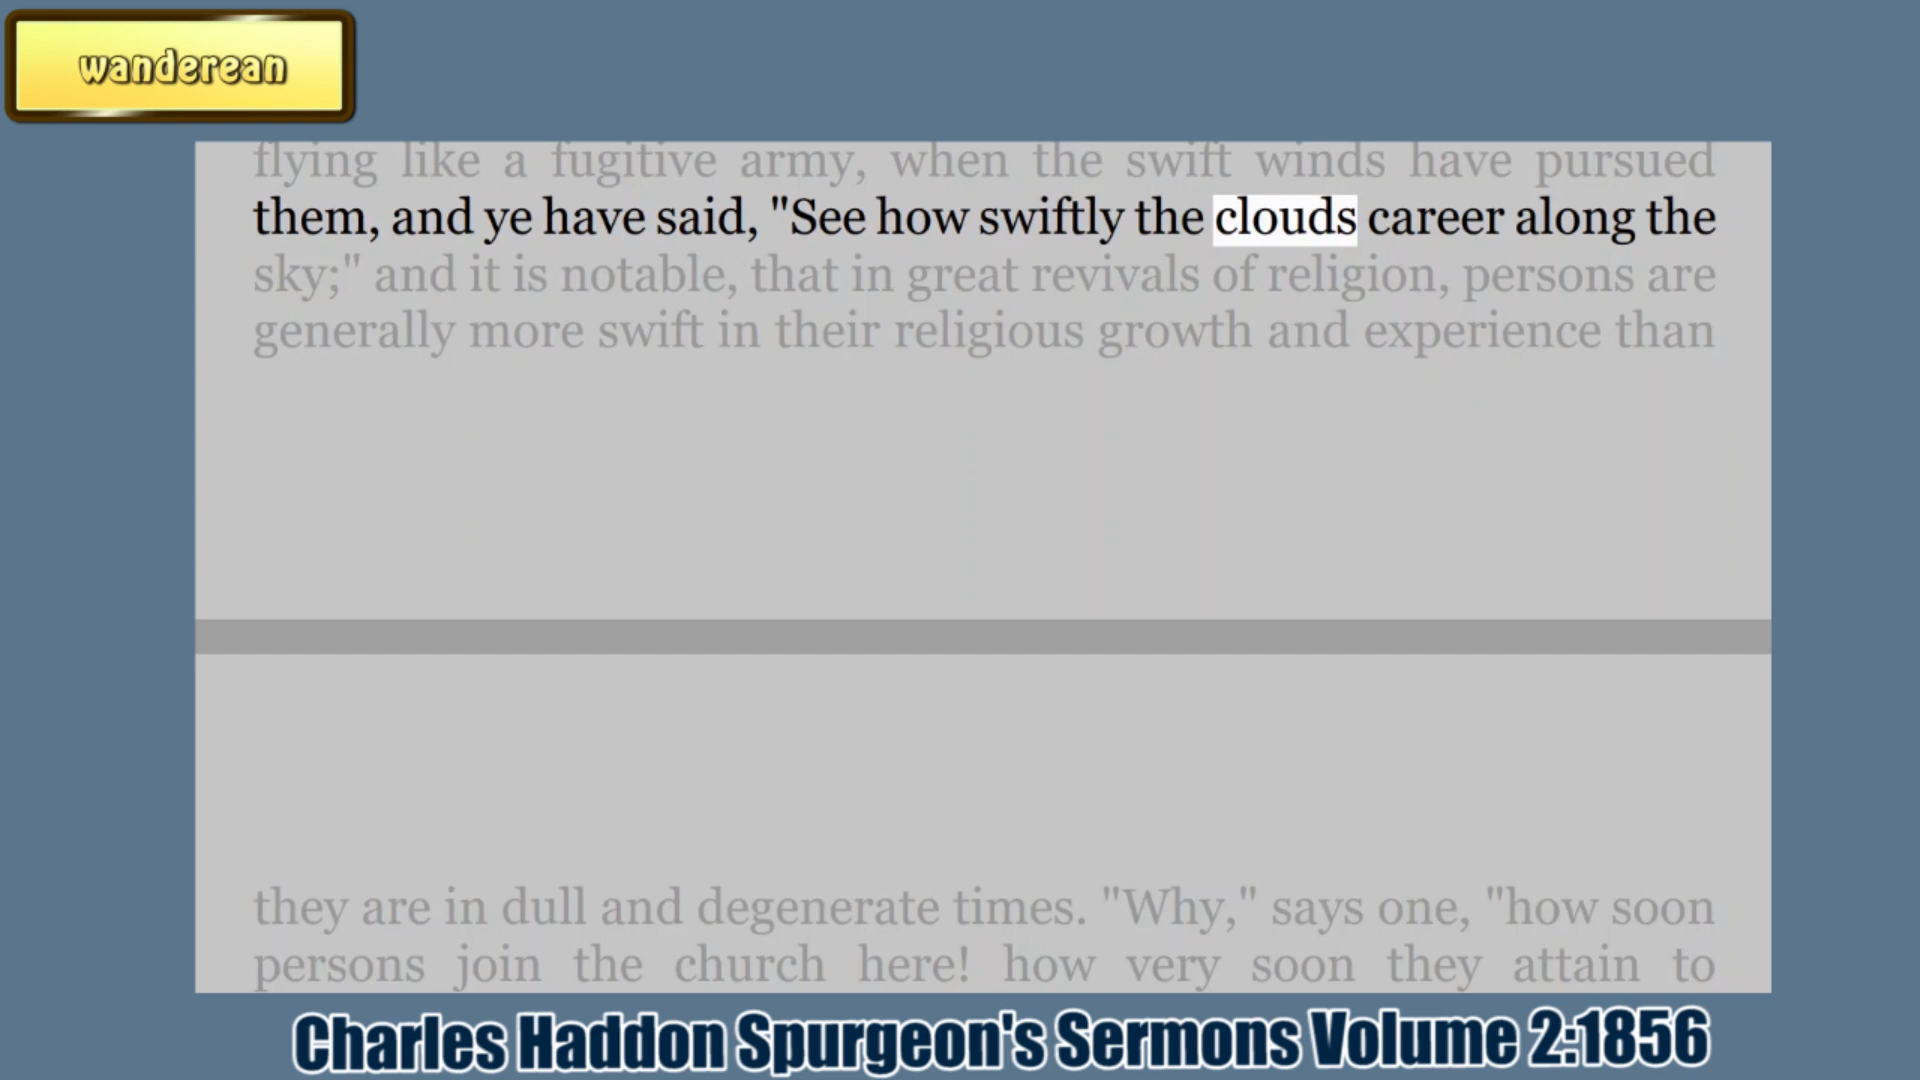 wanderean
flying like a fugitive army, when the swift winds have pursued
them, and ye have said, "See how swiftly the clouds career along the
sky;" and it is notable, that in great revivals of religion, persons are
generally more swift in their religious growth and experience than
they are in dull and degenerate times. "Why," says one, "how soon
persons join the church here! how very soon they attain to
Charles Haddon Spurgeon's Sermons Volume 2:1856